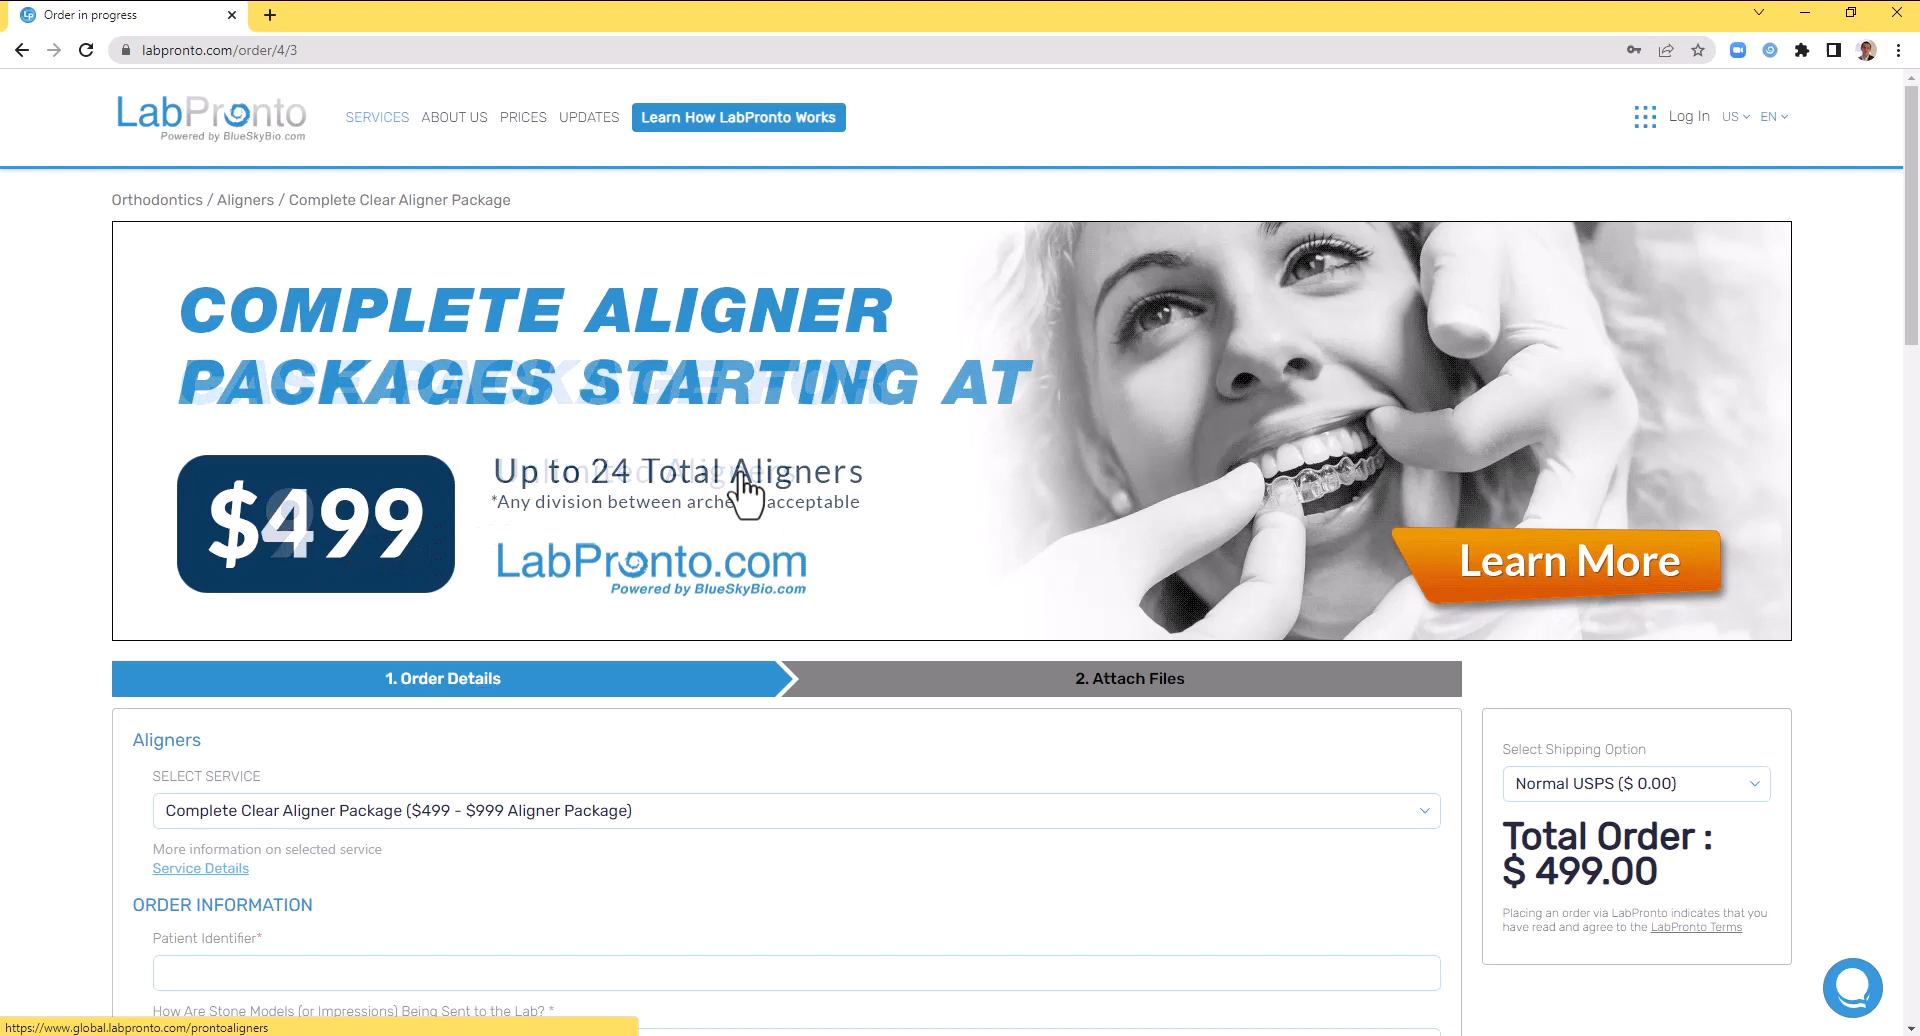 Order in progress
labpronto.com/order/4/3
LabPronto
Powered by BlueSkyBio.com
SERVICES ABOUT US PRICES UPDATES Learn How LabPronto Works
Log In US EN
Orthodontics / Aligners / Complete Clear Aligner Package
COMPLETE ALIGNER
PACKAGES STARTING AT
$499
Up to 24 Total Aligners
*Any division between arches acceptable
LabPronto.com
Powered by BlueSkyBio.com
Learn More
1. Order Details
2. Attach Files
Aligners
SELECT SERVICE
Complete Clear Aligner Package ($499 - $999 Aligner Package)
More information on selected service
Service Details
ORDER INFORMATION
Patient Identifier*
How Are Stone Models (or Impressions) Being Sent to the Lab? *
Select Shipping Option
Normal USPS ($ 0.00)
Total Order :
$ 499.00
Placing an order via LabPronto indicates that you
have read and agree to the LabPronto Terms
https://www.global.labpronto.com/prontoaligners